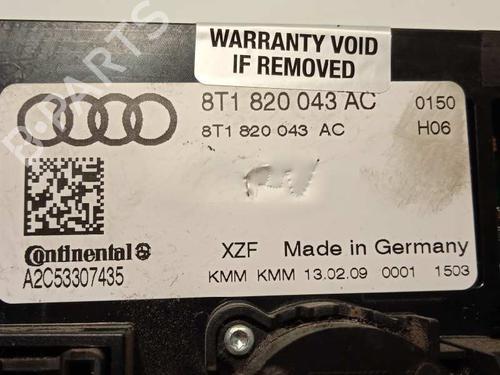 WARRANTY VOID
IF REMOVED
8T1 820 043 AC 0150
8T1 820 043 AC H06
Continental
XZF Made in Germany
A2C53307435
KMM KMM 13.02.09 0001 1503
B-PARTS